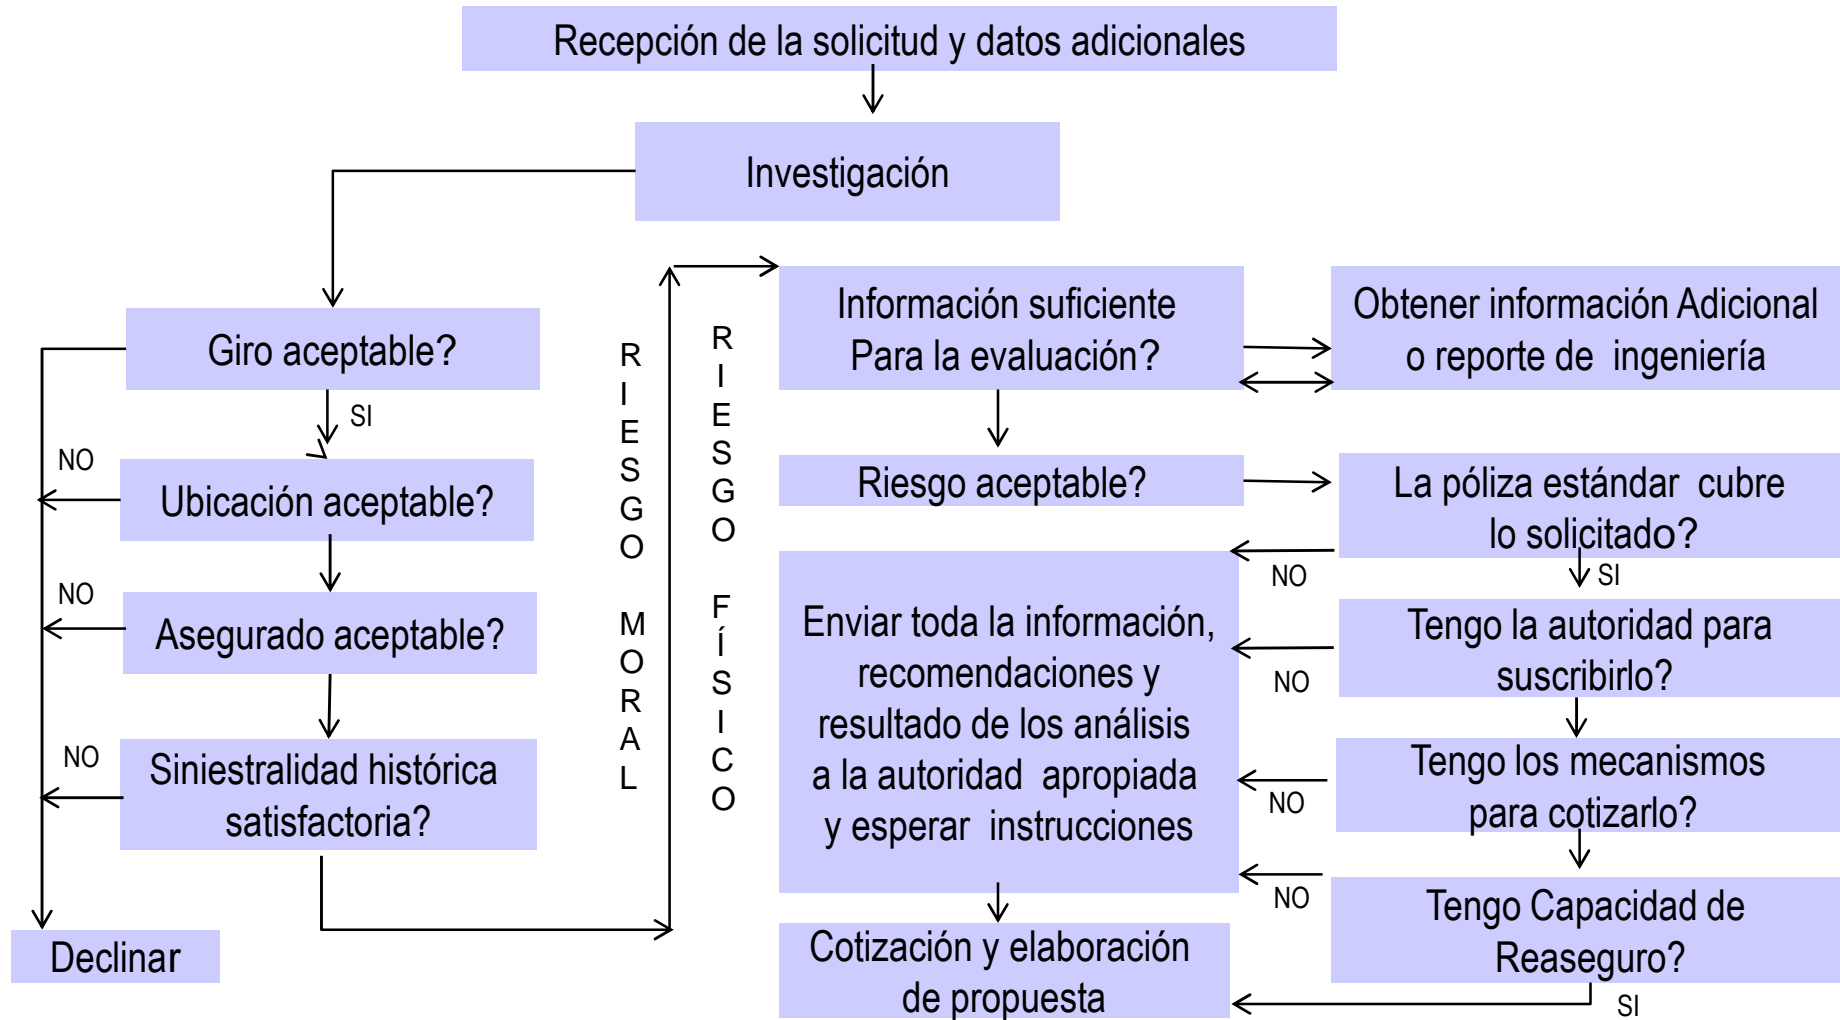 Recepción de la solicitud y datos adicionales
Investigación
Giro aceptable?
SI
NO
Ubicación aceptable?
NO
Asegurado aceptable?
NO
Siniestralidad histórica
satisfactoria?
Declinar
RIESGO MORAL
RIESGO FÍSICO
Información suficiente
Para la evaluación?
Obtener información Adicional
o reporte de ingeniería
Riesgo aceptable?
La póliza estándar cubre
lo solicitado?
NO
SI
Enviar toda la información,
recomendaciones y
resultado de los análisis
a la autoridad apropiada
y esperar instrucciones
Tengo la autoridad para
suscribirlo?
NO
Tengo los mecanismos
para cotizarlo?
NO
Tengo Capacidad de
Reaseguro?
NO
SI
Cotización y elaboración
de propuesta